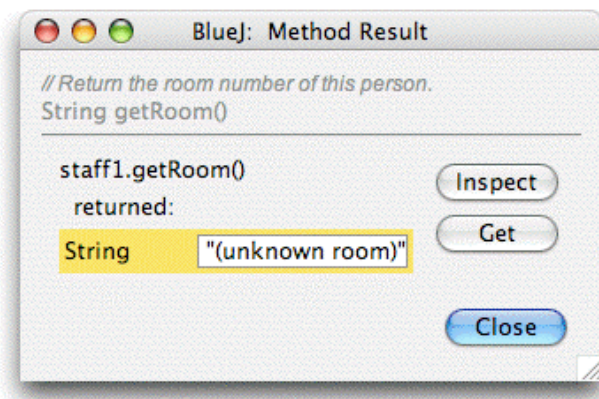 BlueJ: Method Result
// Return the room number of this person.
String getRoom()
staff1.getRoom()
returned:
String "(unknown room)"
Inspect
Get
Close